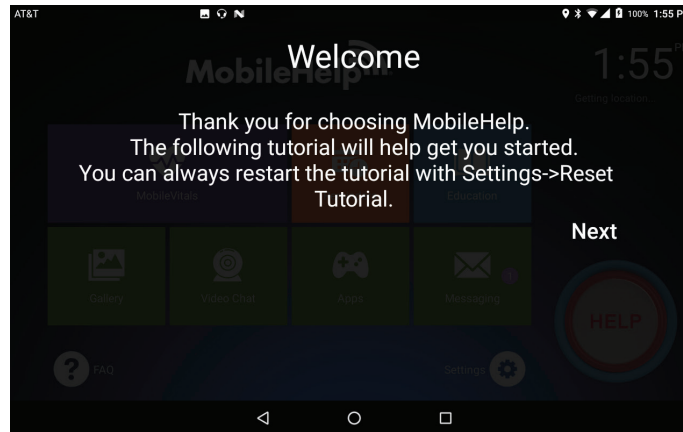 AT&T
100% 1:55 P
Welcome
MobileHelp
1:55
P
Getting location...
Thank you for choosing MobileHelp.
The following tutorial will help get you started.
You can always restart the tutorial with Settings->Reset
Tutorial.
MobileVitals
Education
Next
Gallery
Video Chat
Apps
Messaging
1
HELP
? FAQ
Settings